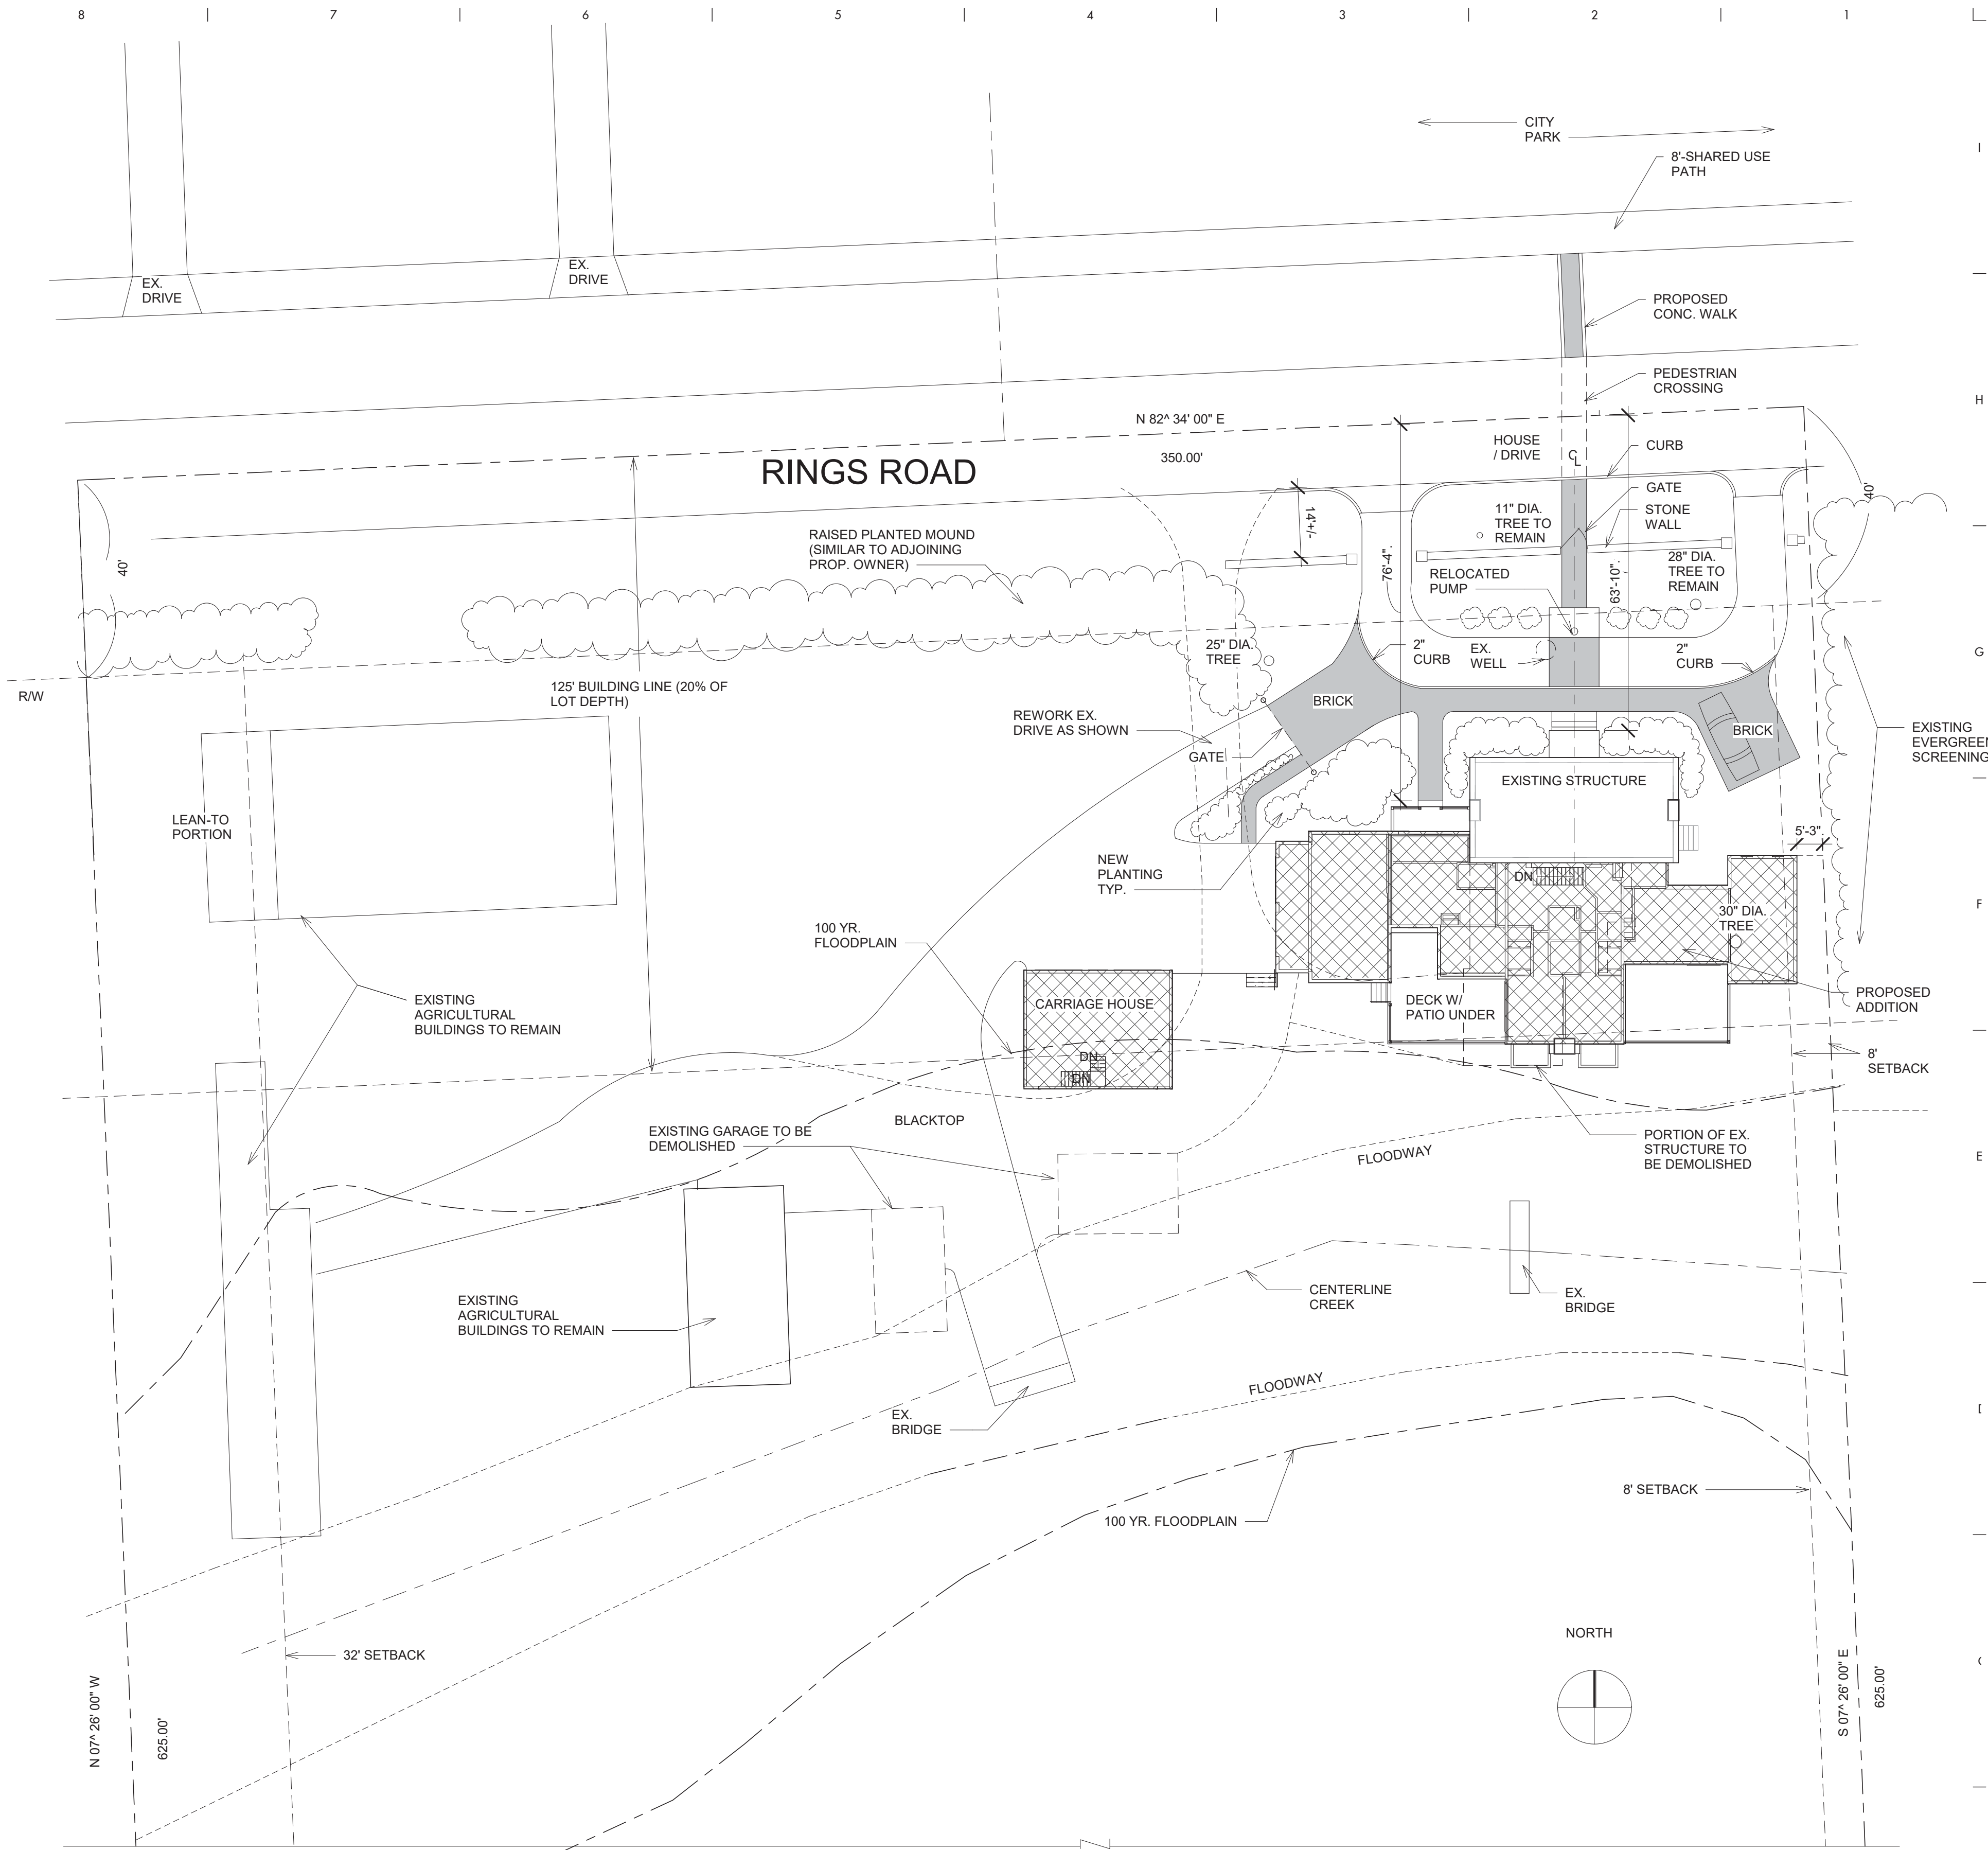 8 7 6 5 4 3 2 1
CITY
PARK
I
8'-SHARED USE
PATH
EX.
DRIVE
EX.
DRIVE
PROPOSED
CONC. WALK
PEDESTRIAN
CROSSING
H
N 82^ 34' 00" E
350.00'
RINGS ROAD
HOUSE
/ DRIVE
CL
CURB
GATE
STONE
WALL
40'
40'
14'+/-
11" DIA.
TREE TO
REMAIN
28" DIA.
TREE TO
REMAIN
76'-4".
63'-10".
RAISED PLANTED MOUND
(SIMILAR TO ADJOINING
PROP. OWNER)
RELOCATED
PUMP
25" DIA.
TREE
2"
CURB
EX.
WELL
2"
CURB
G
R/W
125' BUILDING LINE (20% OF
LOT DEPTH)
BRICK
BRICK
REWORK EX.
DRIVE AS SHOWN
GATE
EXISTING
EVERGREEN
SCREENING
EXISTING STRUCTURE
LEAN-TO
PORTION
5'-3".
NEW
PLANTING
TYP.
DN
30" DIA.
TREE
F
100 YR.
FLOODPLAIN
EXISTING
AGRICULTURAL
BUILDINGS TO REMAIN
CARRIAGE HOUSE
DECK W/
PATIO UNDER
PROPOSED
ADDITION
DN
DN
8'
SETBACK
BLACKTOP
EXISTING GARAGE TO BE
DEMOLISHED
FLOODWAY
PORTION OF EX.
STRUCTURE TO
BE DEMOLISHED
E
EXISTING
AGRICULTURAL
BUILDINGS TO REMAIN
CENTERLINE
CREEK
EX.
BRIDGE
FLOODWAY
EX.
BRIDGE
8' SETBACK
100 YR. FLOODPLAIN
NORTH
32' SETBACK
N 07^ 26' 00" W
625.00'
S 07^ 26' 00" E
625.00'